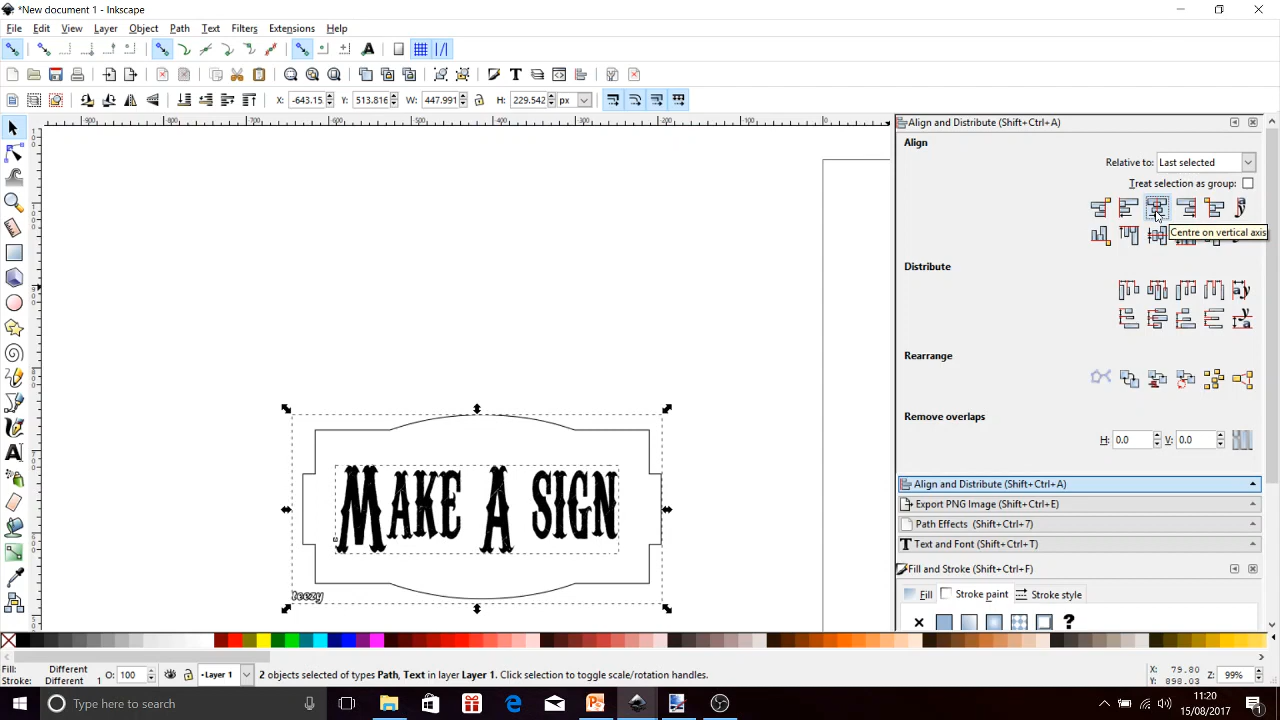 *New document 1 - Inkscape
File Edit View Layer Object Path Text Filters Extensions Help
X: -643.15 Y: 513.816 W: 447.991 H: 229.542 px
Align and Distribute (Shift+Ctrl+A)
Align
Relative to: Last selected
Treat selection as group:
Centre on vertical axis
Distribute
Rearrange
Remove overlaps
H: 0.0 V: 0.0
Align and Distribute (Shift+Ctrl+A)
Export PNG Image (Shift+Ctrl+E)
Path Effects (Shift+Ctrl+7)
Text and Font (Shift+Ctrl+T)
Fill and Stroke (Shift+Ctrl+F)
Fill Stroke paint Stroke style
MAKE A SIGN
Fill: Different
Stroke: Different 1
O: 100
Layer 1
2 objects selected of types Path, Text in layer Layer 1. Click selection to toggle scale/rotation handles.
X: 79.80
Y: 898.03
Z: 99%
Type here to search
11:20
15/08/2017